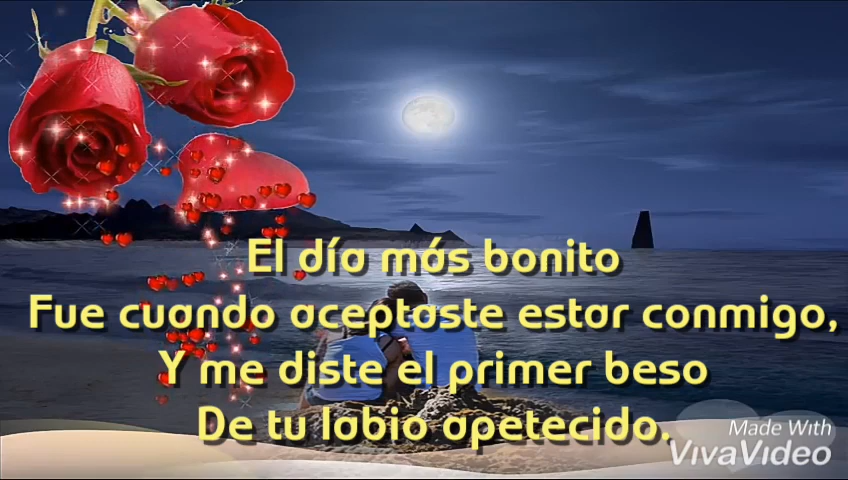 El día más bonito
Fue cuando aceptaste estar conmigo,
Y me diste el primer beso
De tu labio apetecido.
Made With
VivaVideo